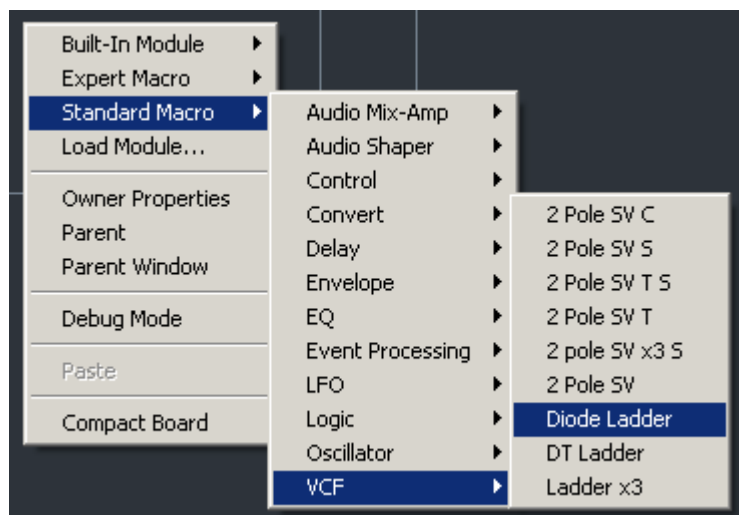 Built-In Module
Expert Macro
Standard Macro
Load Module...
Owner Properties
Parent
Parent Window
Debug Mode
Paste
Compact Board
Audio Mix-Amp
Audio Shaper
Control
Convert
Delay
Envelope
EQ
Event Processing
LFO
Logic
Oscillator
VCF
2 Pole SV C
2 Pole SV S
2 Pole SV T S
2 Pole SV T
2 pole SV x3 S
2 Pole SV
Diode Ladder
DT Ladder
Ladder x3